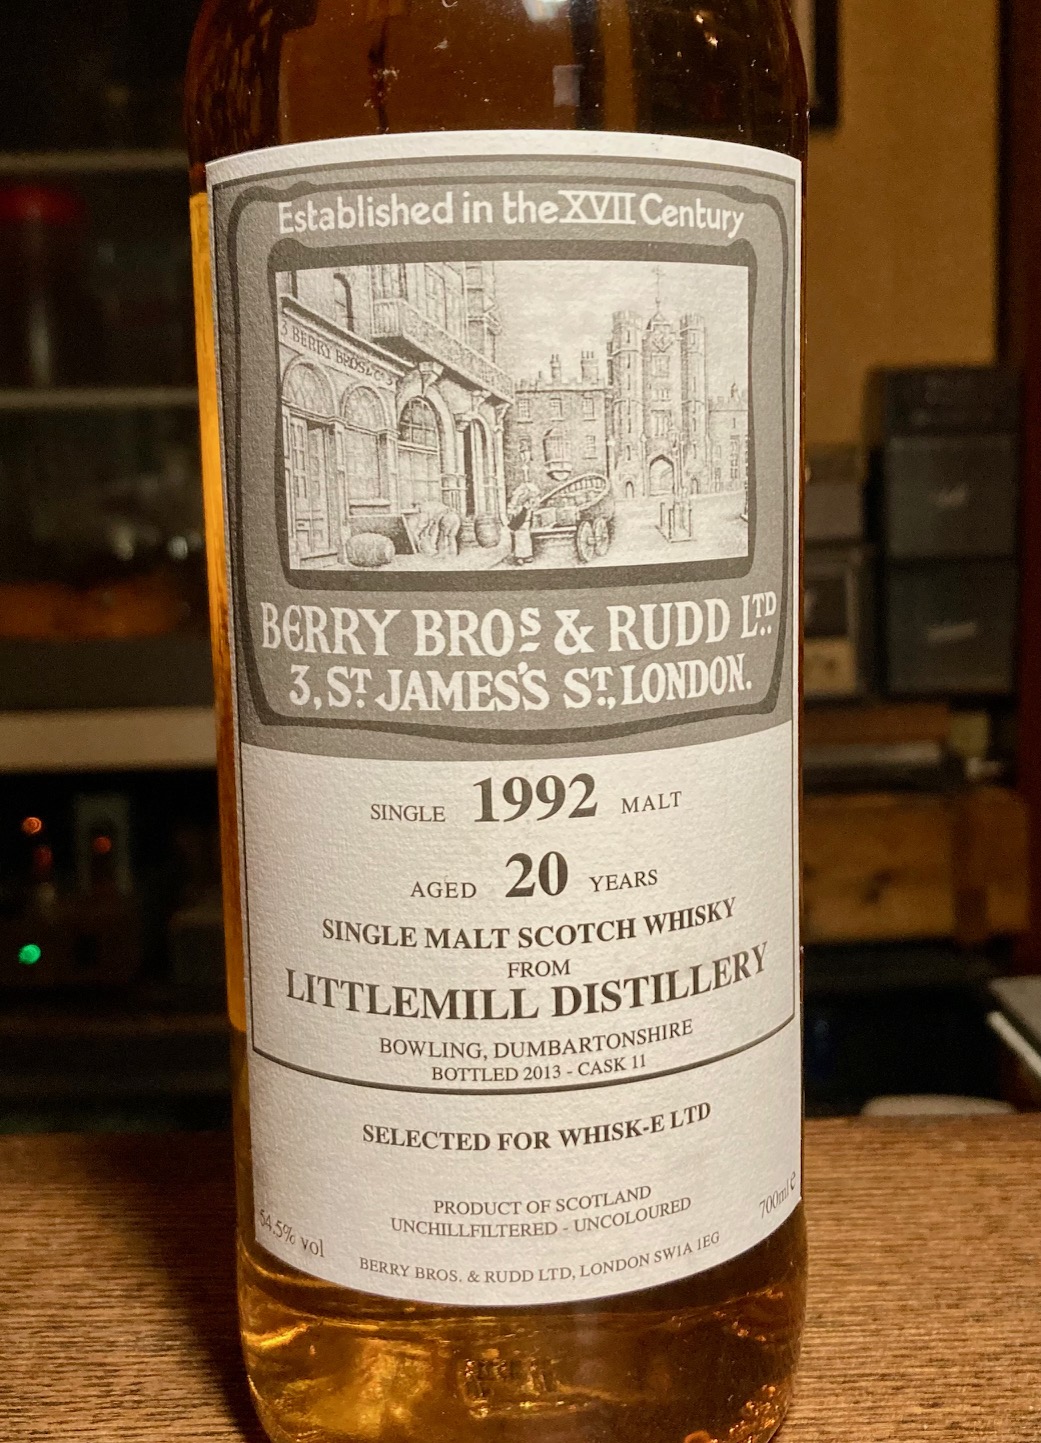 Established in the XVII Century
3 BERRY BROS & Co 3
BERRY BROS & RUDD LTD.
3, ST JAMES'S ST., LONDON.
SINGLE 1992 MALT
AGED 20 YEARS
SINGLE MALT SCOTCH WHISKY
FROM
LITTLEMILL DISTILLERY
BOWLING, DUMBARTONSHIRE
BOTTLED 2013 - CASK 11
SELECTED FOR WHISK-E LTD
PRODUCT OF SCOTLAND
UNCHILLFILTERED - UNCOLOURED
54.5% vol
700ml e
BERRY BROS. & RUDD LTD, LONDON SW1A 1EG